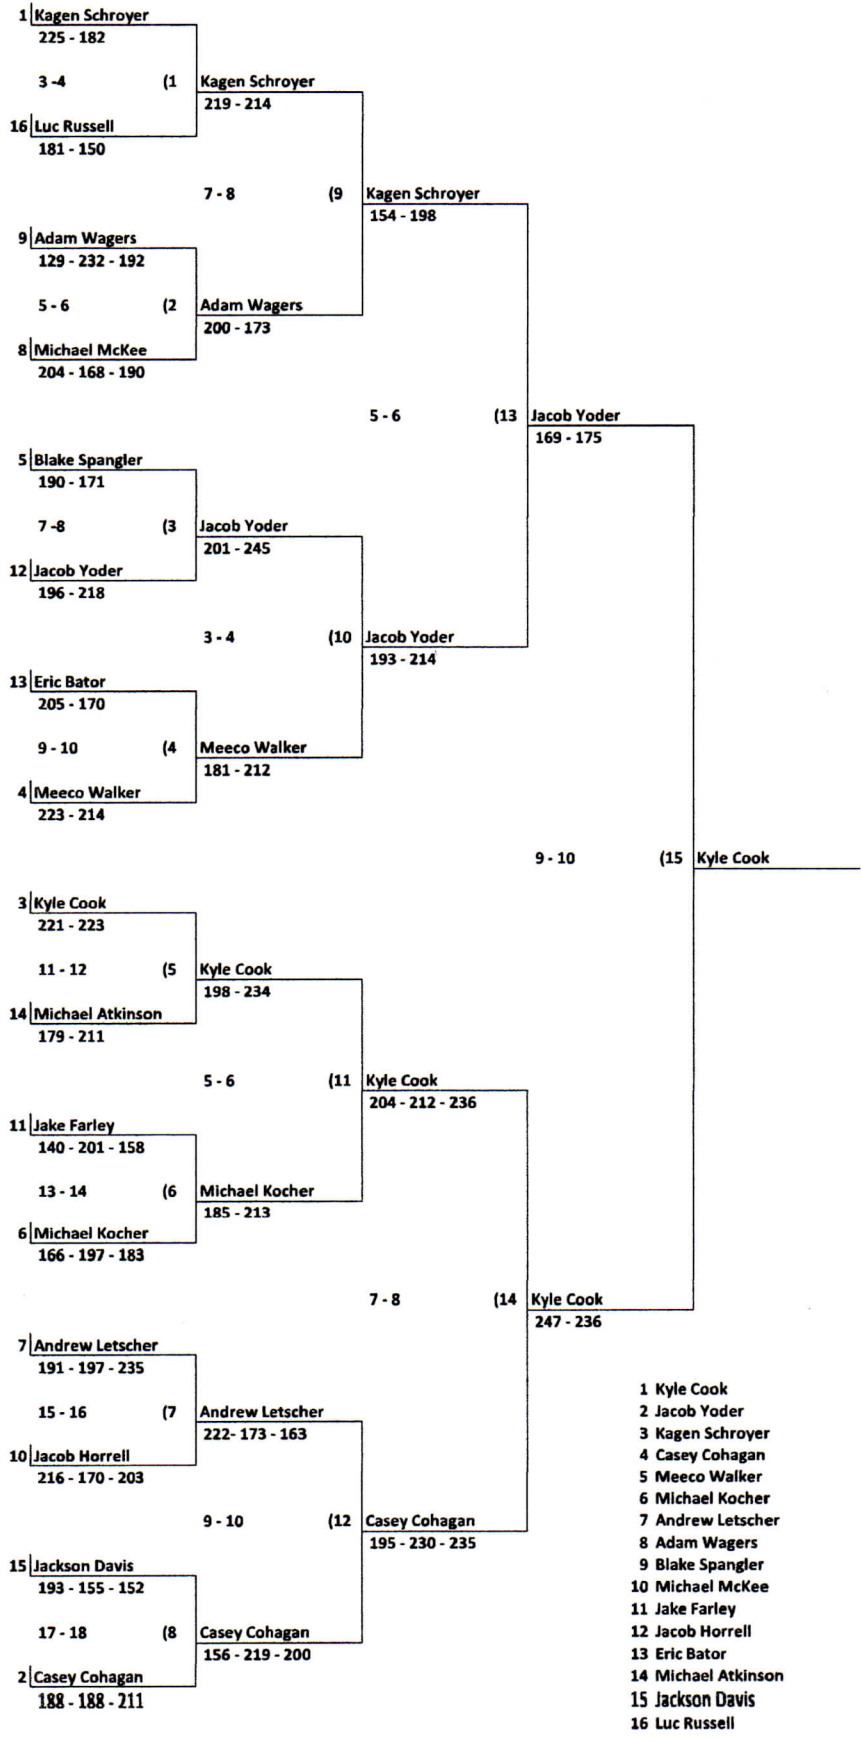 1 Kagen Schroyer
225 - 182
3 -4 (1 Kagen Schroyer
219 - 214
16 Luc Russell
181 - 150
7 - 8 (9 Kagen Schroyer
154 - 198
9 Adam Wagers
129 - 232 - 192
5 - 6 (2 Adam Wagers
200 - 173
8 Michael McKee
204 - 168 - 190
5 - 6 (13 Jacob Yoder
169 - 175
5 Blake Spangler
190 - 171
7 -8 (3 Jacob Yoder
201 - 245
12 Jacob Yoder
196 - 218
3 - 4 (10 Jacob Yoder
193 - 214
13 Eric Bator
205 - 170
9 - 10 (4 Meeco Walker
181 - 212
4 Meeco Walker
223 - 214
9 - 10 (15 Kyle Cook
3 Kyle Cook
221 - 223
11 - 12 (5 Kyle Cook
198 - 234
14 Michael Atkinson
179 - 211
5 - 6 (11 Kyle Cook
204 - 212 - 236
11 Jake Farley
140 - 201 - 158
13 - 14 (6 Michael Kocher
185 - 213
6 Michael Kocher
166 - 197 - 183
7 - 8 (14 Kyle Cook
247 - 236
7 Andrew Letscher
191 - 197 - 235
15 - 16 (7 Andrew Letscher
222- 173 - 163
10 Jacob Horrell
216 - 170 - 203
9 - 10 (12 Casey Cohagan
195 - 230 - 235
15 Jackson Davis
193 - 155 - 152
17 - 18 (8 Casey Cohagan
156 - 219 - 200
2 Casey Cohagan
188 - 188 - 211
1 Kyle Cook
2 Jacob Yoder
3 Kagen Schroyer
4 Casey Cohagan
5 Meeco Walker
6 Michael Kocher
7 Andrew Letscher
8 Adam Wagers
9 Blake Spangler
10 Michael McKee
11 Jake Farley
12 Jacob Horrell
13 Eric Bator
14 Michael Atkinson
15 Jackson Davis
16 Luc Russell